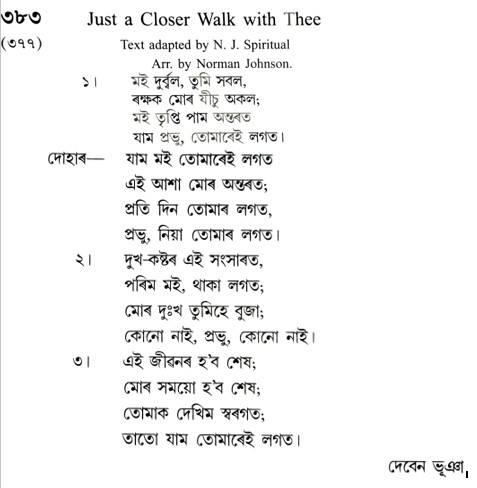 ৩৮৩ Just a Closer Walk with Thee
(৩৭৭) Text adapted by N. J. Spiritual
Arr. by Norman Johnson.
১। মই দুৰ্ব্বল, তুমি সবল,
ৰক্ষক মোৰ যীচু অকল;
মই তৃপ্তি পাম অন্তৰত
যাম প্ৰভু, তোমাৰেই লগত।
দোহাৰ— যাম মই তোমাৰেই লগত
এই আশা মোৰ অন্তৰত;
প্ৰতি দিন তোমাৰ লগত,
প্ৰভু, নিয়া তোমাৰ লগত।
২। দুখ-কষ্টৰ এই সংসাৰত,
পৰিম মই, থাকা লগত;
মোৰ দুঃখ তুমিহে বুজা;
কোনো নাই, প্ৰভু, কোনো নাই।
৩। এই জীৱনৰ হ'ব শেষ;
মোৰ সময়ো হ'ব শেষ;
তোমাক দেখিম স্বৰগত;
তাতো যাম তোমাৰেই লগত।
দেবেন ভূঞা